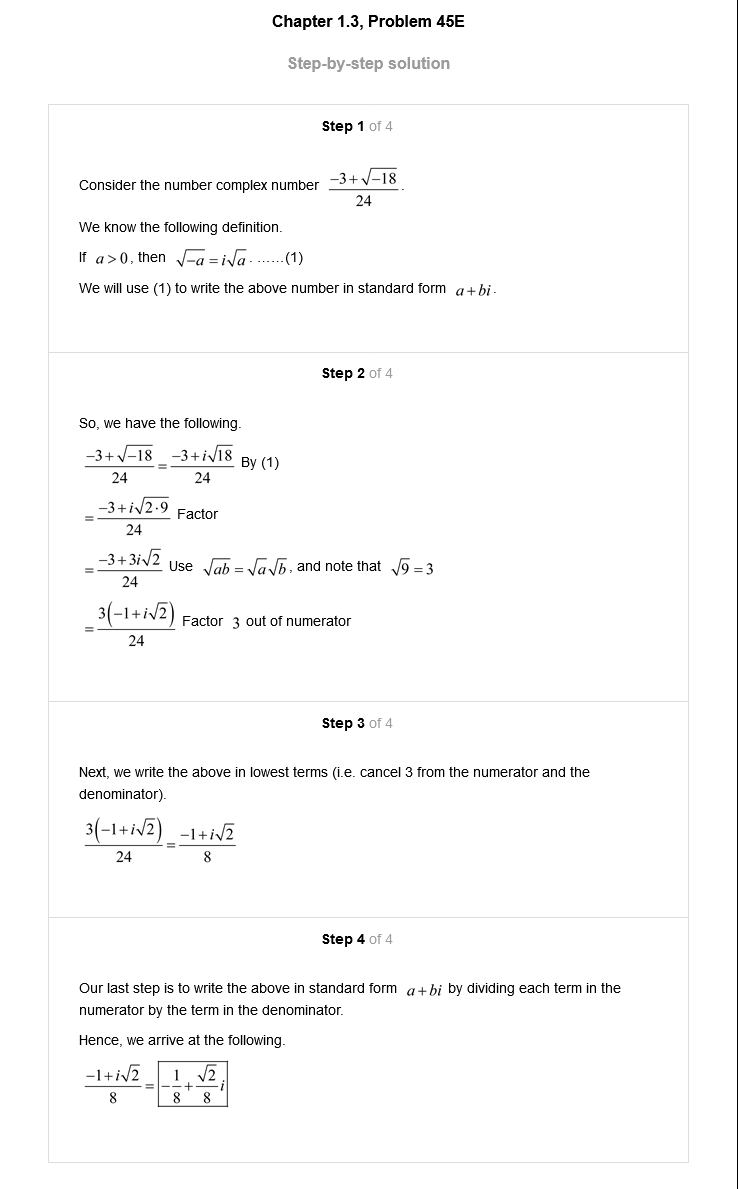 Chapter 1.3, Problem 45E
Step-by-step solution
Step 1 of 4
Consider the number complex number $\frac{-3+\sqrt{-18}}{24}$.
We know the following definition.
If $a>0$, then $\sqrt{-a}=i\sqrt{a}$. ……(1)
We will use (1) to write the above number in standard form $a+bi$.
Step 2 of 4
So, we have the following.
$\frac{-3+\sqrt{-18}}{24}=\frac{-3+i\sqrt{18}}{24}$ By (1)
$=\frac{-3+i\sqrt{2\cdot 9}}{24}$ Factor
$=\frac{-3+3i\sqrt{2}}{24}$ Use $\sqrt{ab}=\sqrt{a}\sqrt{b}$, and note that $\sqrt{9}=3$
$=\frac{3(-1+i\sqrt{2})}{24}$ Factor 3 out of numerator
Step 3 of 4
Next, we write the above in lowest terms (i.e. cancel 3 from the numerator and the
denominator).
$\frac{3(-1+i\sqrt{2})}{24}=\frac{-1+i\sqrt{2}}{8}$
Step 4 of 4
Our last step is to write the above in standard form $a+bi$ by dividing each term in the
numerator by the term in the denominator.
Hence, we arrive at the following.
$\frac{-1+i\sqrt{2}}{8}=\boxed{-\frac{1}{8}+\frac{\sqrt{2}}{8}i}$